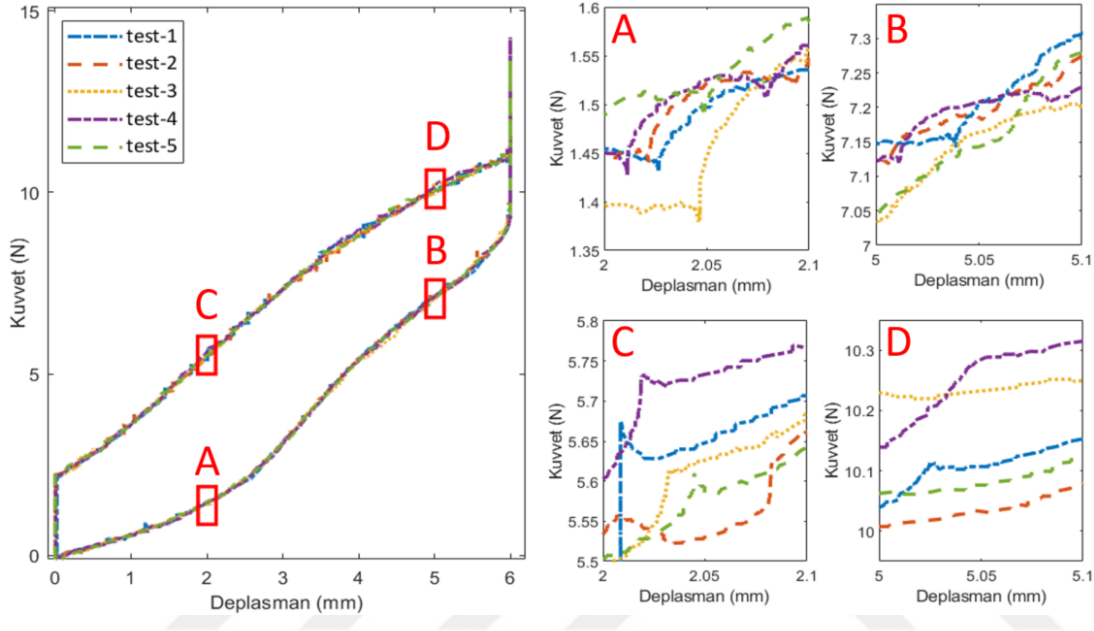 15
10
5
0
Kuvvet (N)
test-1
test-2
test-3
test-4
test-5
D
B
C
A
0 1 2 3 4 5 6
Deplasman (mm)
A
1.6
1.55
1.5
1.45
1.4
1.35
Kuvvet (N)
2 2.05 2.1
Deplasman (mm)
B
7.3
7.25
7.2
7.15
7.1
7.05
7
Kuvvet (N)
5 5.05 5.1
Deplasman (mm)
C
5.8
5.75
5.7
5.65
5.6
5.55
5.5
Kuvvet (N)
2 2.05 2.1
Deplasman (mm)
D
10.3
10.2
10.1
10
Kuvvet (N)
5 5.05 5.1
Deplasman (mm)